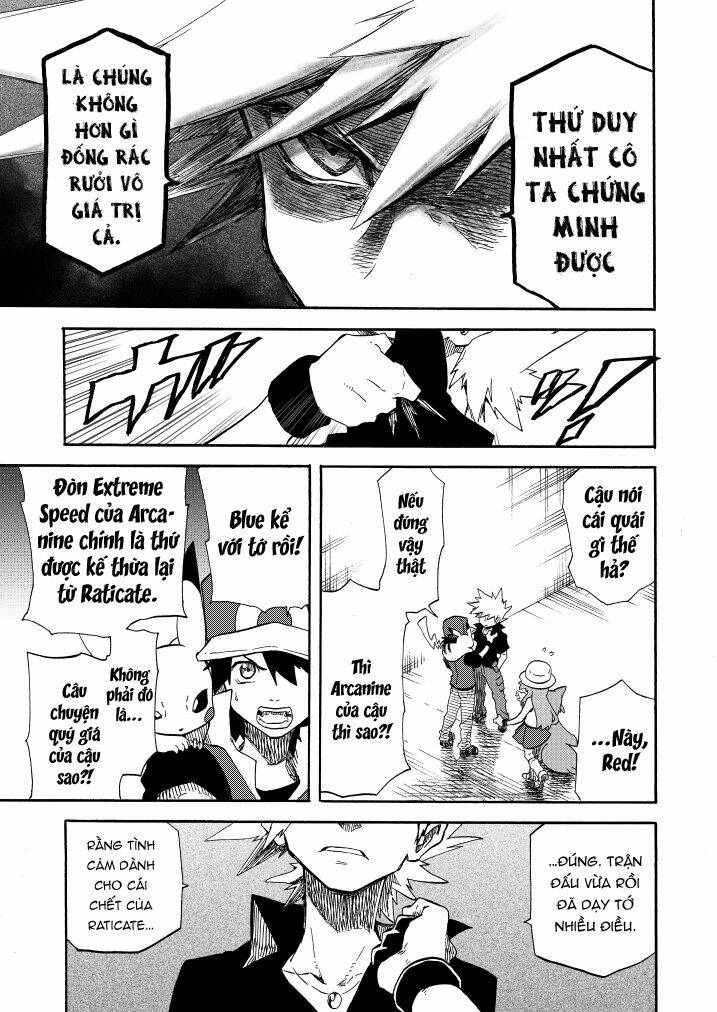 THỨ DUY
NHẤT CÔ
TA CHỨNG
MINH
ĐƯỢC
LÀ CHÚNG
KHÔNG
HƠN GÌ
ĐỐNG RÁC
RƯỞI VÔ
GIÁ TRỊ
CẢ.
Cậu nói
cái quái
gì thế
hả?
...Này,
Red!
Nếu
đúng
vậy
thật
Thì
Arcanine
của cậu
thì sao?!
Blue kể
với tớ rồi!
Đòn Extreme
Speed của Arca-
nine chính là thứ
được kế thừa lại
từ Raticate.
Không
phải đó
là...
Câu
chuyện
quý giá
của cậu
sao?!
...ĐÚNG. TRẬN
ĐẤU VỪA RỒI
ĐÃ DẠY TỚ
NHIỀU ĐIỀU.
RẰNG TÌNH
CẢM DÀNH
CHO CÁI
CHẾT CỦA
RATICATE...